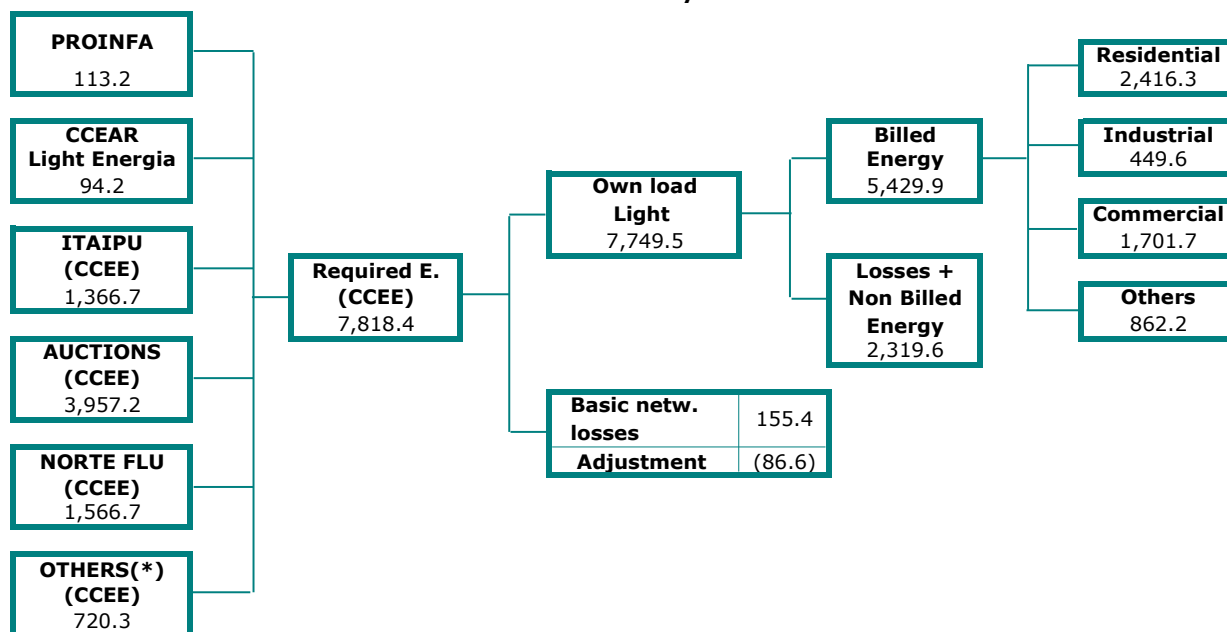 PROINFA
113.2
CCEAR
Light Energia
94.2
ITAIPU
(CCEE)
1,366.7
AUCTIONS
(CCEE)
3,957.2
NORTE FLU
(CCEE)
1,566.7
OTHERS(*)
(CCEE)
720.3
Required E.
(CCEE)
7,818.4
Own load
Light
7,749.5
Basic netw.
losses
155.4
Adjustment
(86.6)
Billed
Energy
5,429.9
Losses +
Non Billed
Energy
2,319.6
Residential
2,416.3
Industrial
449.6
Commercial
1,701.7
Others
862.2